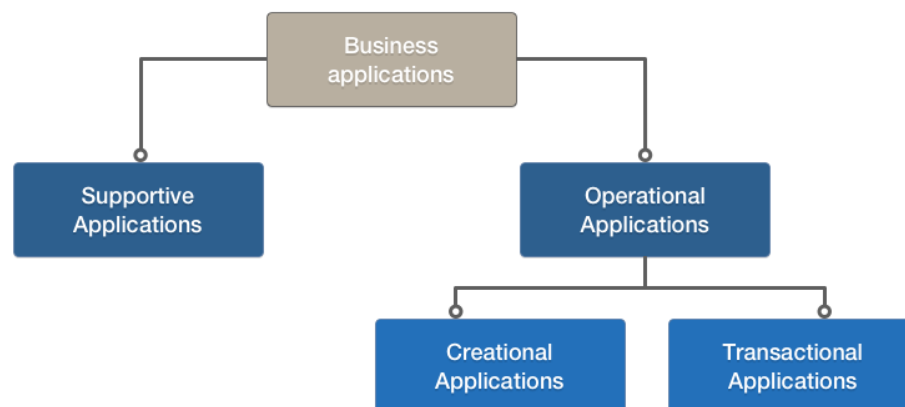 Business
applications
Supportive
Applications
Operational
Applications
Creational
Applications
Transactional
Applications